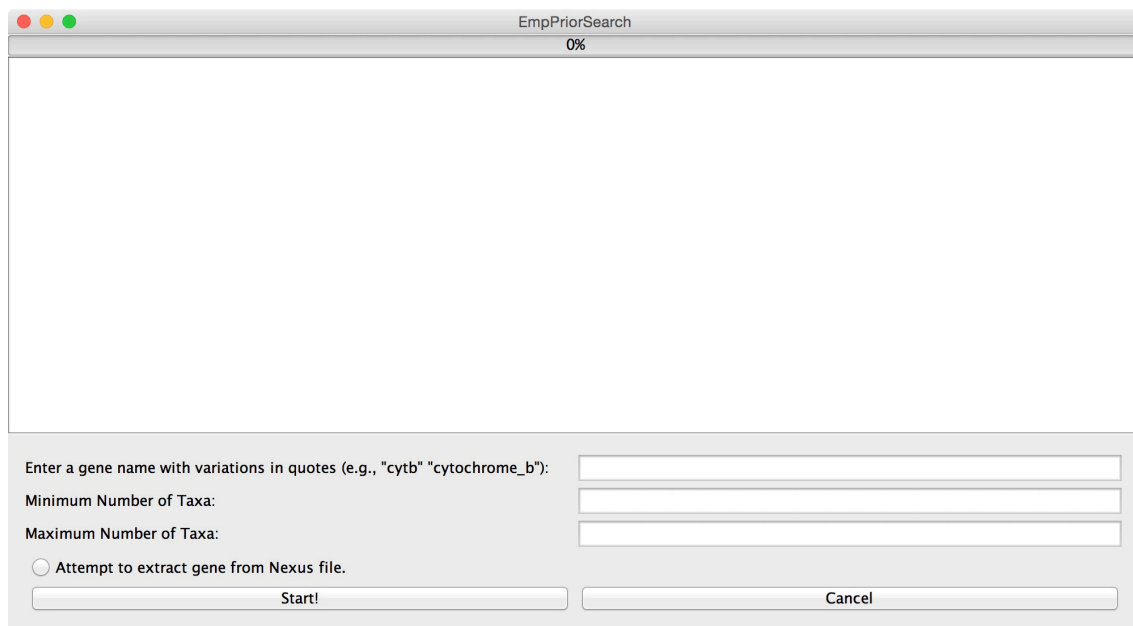 EmpPriorSearch
0%
Enter a gene name with variations in quotes (e.g., "cytb" "cytochrome_b"):
Minimum Number of Taxa:
Maximum Number of Taxa:
Attempt to extract gene from Nexus file.
Start! Cancel